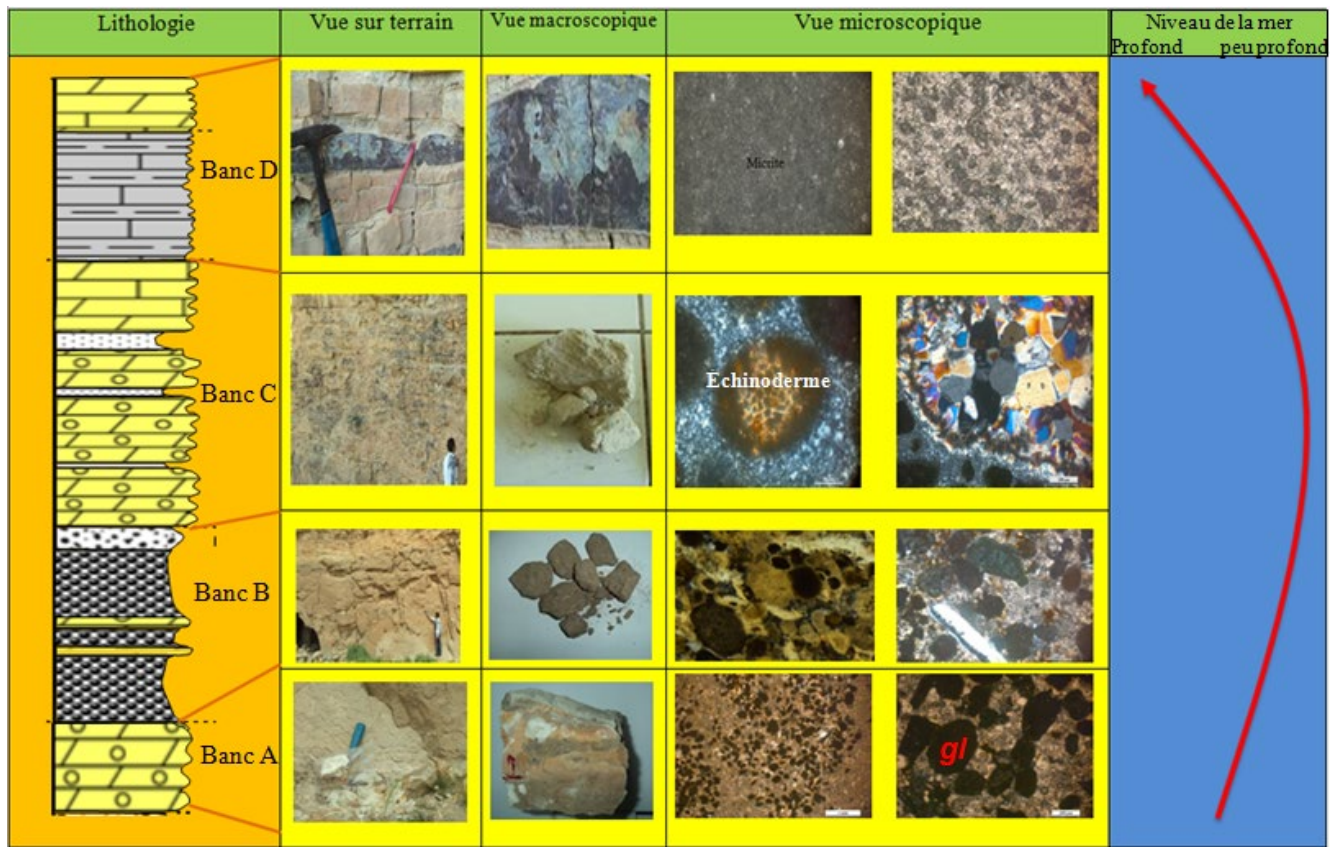 Lithologie
Vue sur terrain
Vue macroscopique
Vue microscopique
Niveau de la mer
Profond peu profond
Banc D
Micrite
Banc C
Echinoderme
Banc B
Banc A
gl